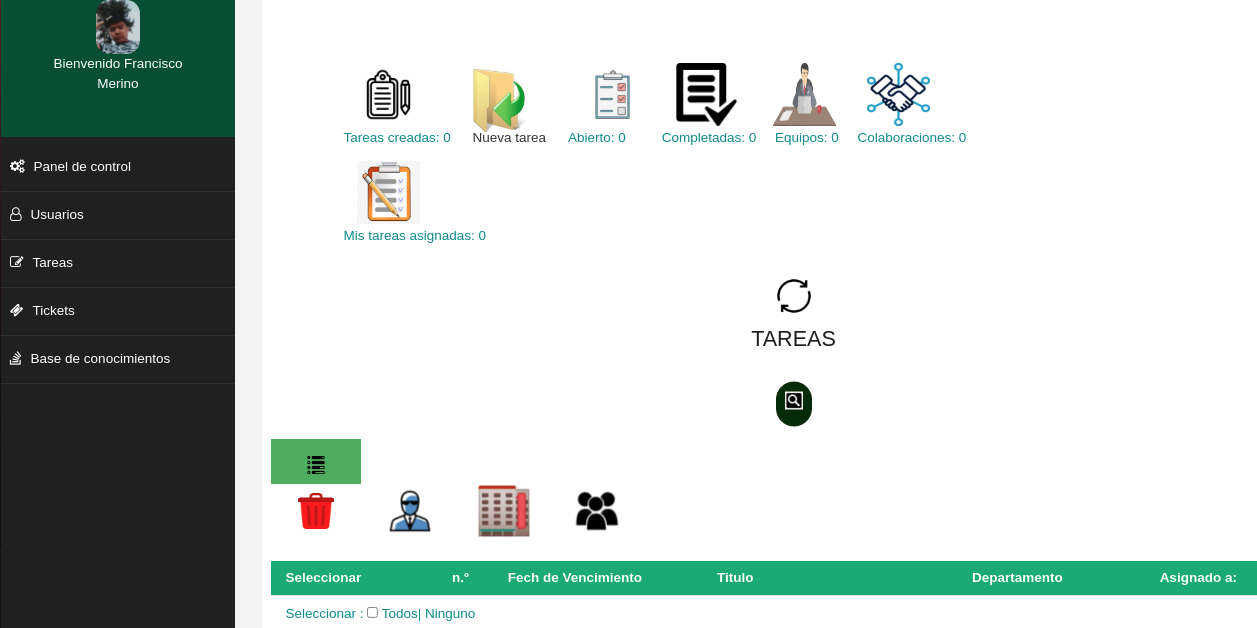 Bienvenido Francisco
Merino
Panel de control
Usuarios
Tareas
Tickets
Base de conocimientos
Tareas creadas: 0
Nueva tarea
Abierto: 0
Completadas: 0
Equipos: 0
Colaboraciones: 0
Mis tareas asignadas: 0
TAREAS
Seleccionar n.º Fech de Vencimiento Titulo Departamento Asignado a:
Seleccionar : Todos| Ninguno